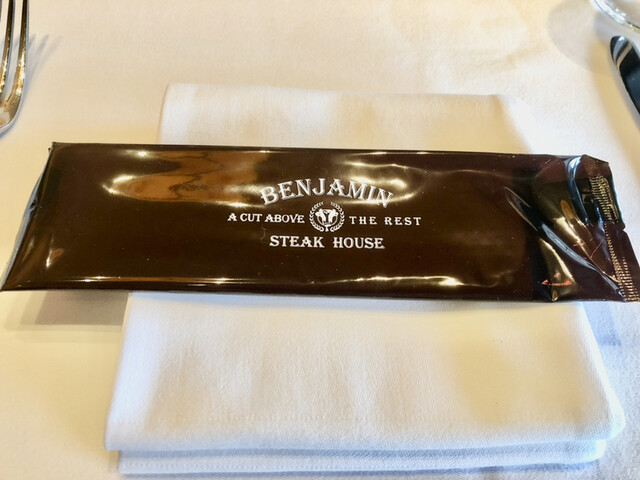 BENJAMIN
A CUT ABOVE THE REST
STEAK HOUSE